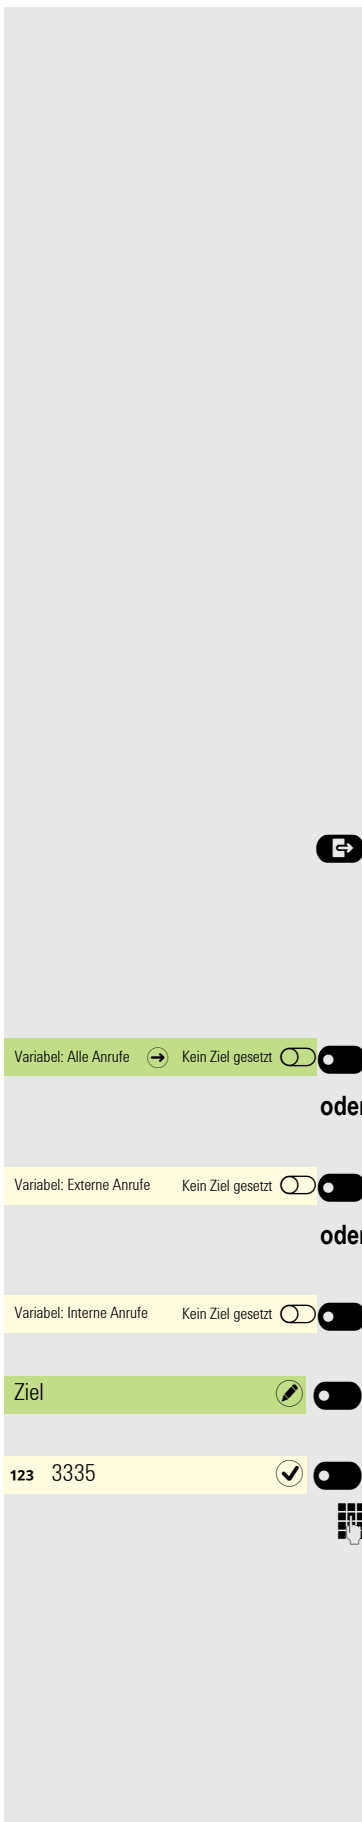 Variabel: Alle Anrufe Kein Ziel gesetzt
oder
Variabel: Externe Anrufe Kein Ziel gesetzt
oder
Variabel: Interne Anrufe Kein Ziel gesetzt
Ziel
123 3335